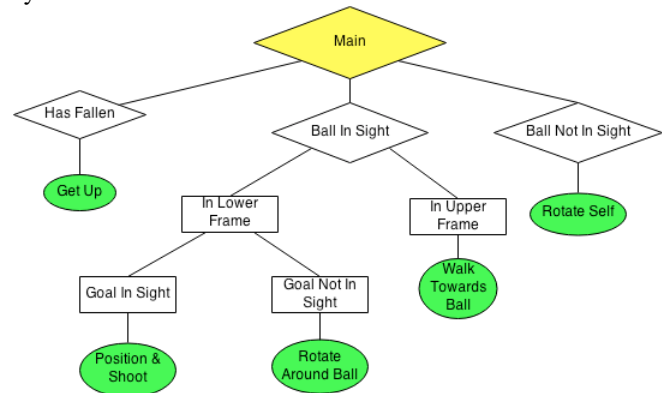 Main
Has Fallen
Ball In Sight
Ball Not In Sight
Get Up
In Lower
Frame
In Upper
Frame
Rotate Self
Goal In Sight
Goal Not In
Sight
Walk
Towards
Ball
Position &
Shoot
Rotate
Around Ball